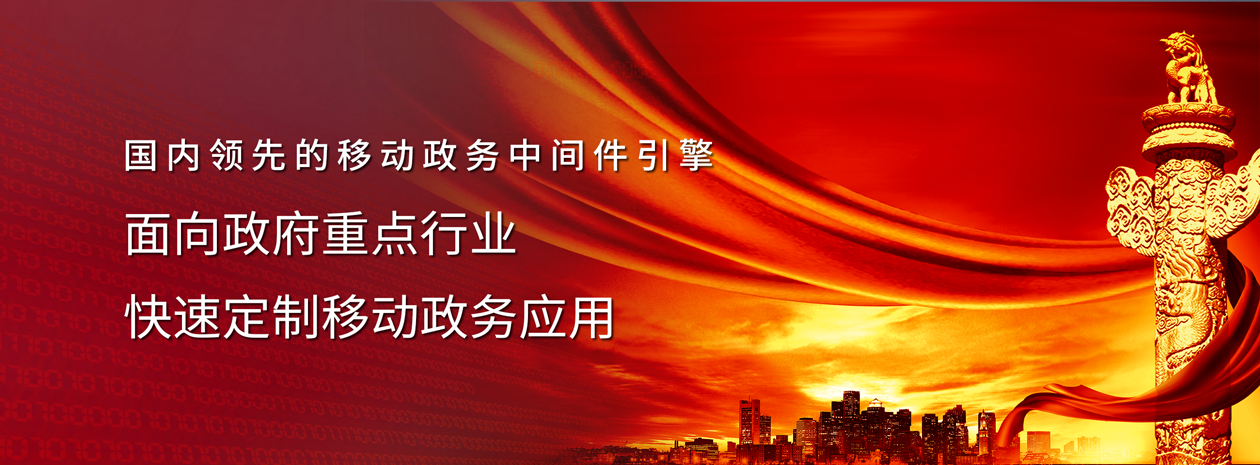 国内领先的移动政务中间件引擎
面向政府重点行业
快速定制移动政务应用